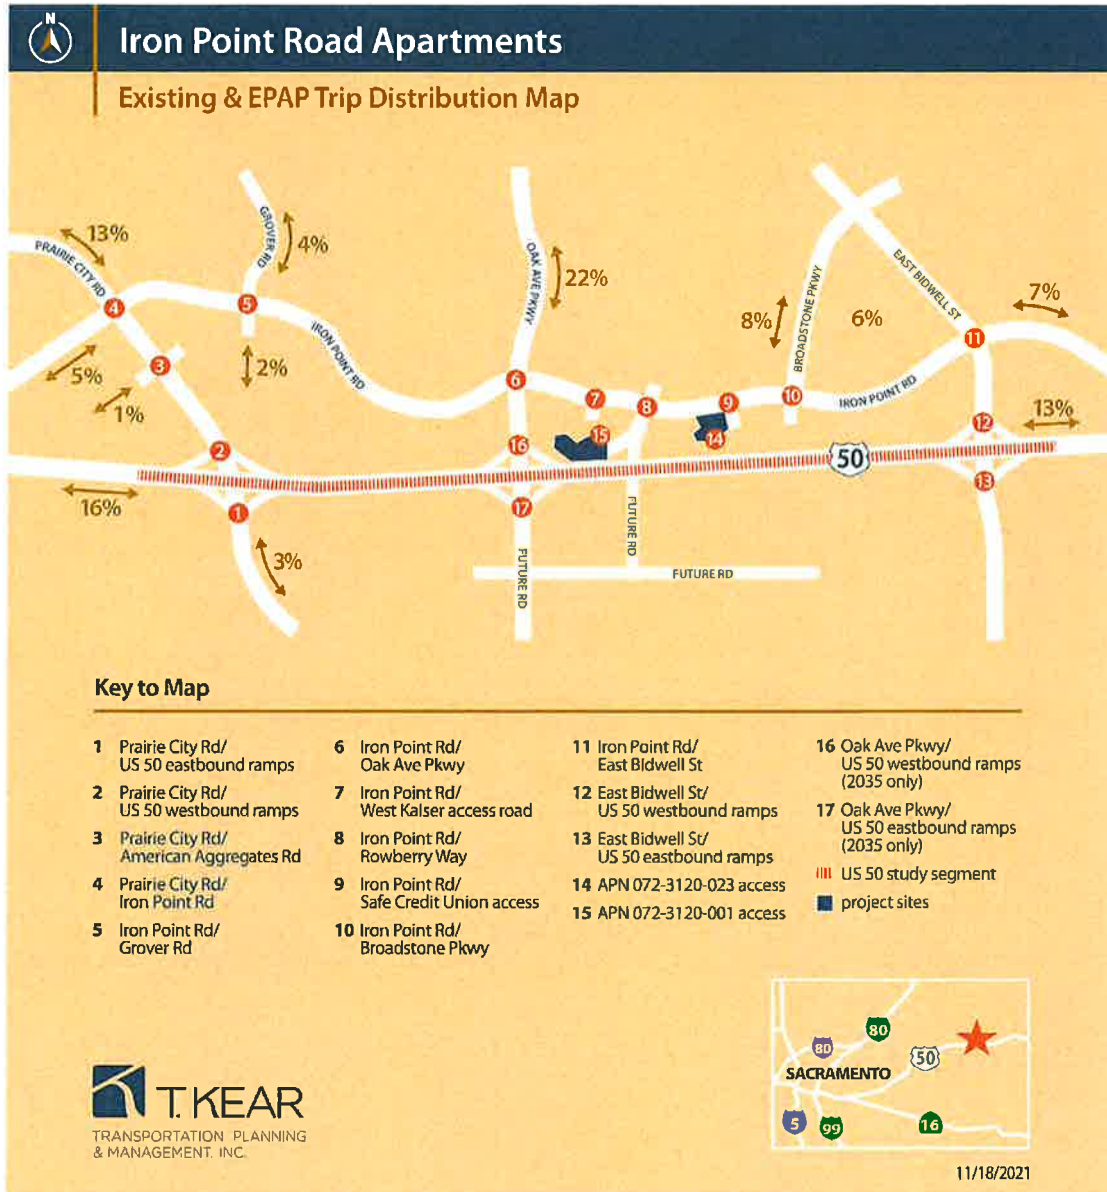 N
Iron Point Road Apartments
Existing & EPAP Trip Distribution Map
13%
PRAIRIE CITY RD
GROVER RD
4%
OAK AVE PKWY
22%
EAST BIDWELL ST
7%
BROADSTONE PKWY
8%
6%
4
5
IRON POINT RD
11
3
2%
5%
1%
6
7
8
9
10
IRON POINT RD
13%
12
2
16
15
14
50
13
16%
1
17
FUTURE RD
3%
FUTURE RD
FUTURE RD
Key to Map
1 Prairie City Rd/
US 50 eastbound ramps
2 Prairie City Rd/
US 50 westbound ramps
3 Prairie City Rd/
American Aggregates Rd
4 Prairie City Rd/
Iron Point Rd
5 Iron Point Rd/
Grover Rd
6 Iron Point Rd/
Oak Ave Pkwy
7 Iron Point Rd/
West Kaiser access road
8 Iron Point Rd/
Rowberry Way
9 Iron Point Rd/
Safe Credit Union access
10 Iron Point Rd/
Broadstone Pkwy
11 Iron Point Rd/
East Bidwell St
12 East Bidwell St/
US 50 westbound ramps
13 East Bidwell St/
US 50 eastbound ramps
14 APN 072-3120-023 access
15 APN 072-3120-001 access
16 Oak Ave Pkwy/
US 50 westbound ramps
(2035 only)
17 Oak Ave Pkwy/
US 50 eastbound ramps
(2035 only)
US 50 study segment
project sites
80
80
50
SACRAMENTO
5
99
16
T. KEAR
TRANSPORTATION PLANNING
& MANAGEMENT, INC.
11/18/2021